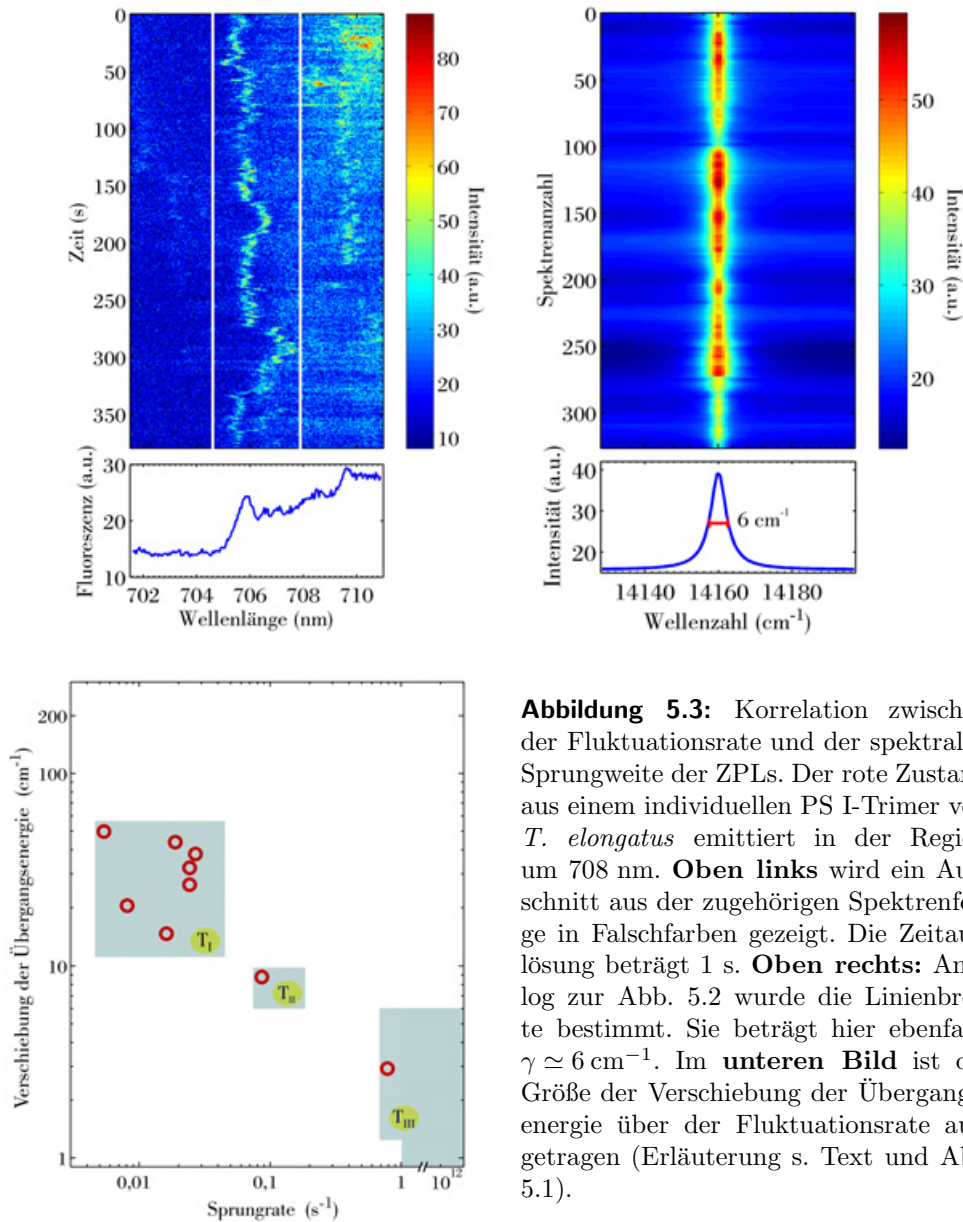 0
50
100
150
200
250
300
350
Zeit (s)
80
70
60
50
40
30
20
10
Intensität (a.u.)
30
20
10
Fluoreszenz (a.u.)
702 704 706 708 710
Wellenlänge (nm)
0
50
100
150
200
250
300
Spektrenanzahl
50
40
30
20
Intensität (a.u.)
40
30
20
Intensität (a.u.)
6 cm⁻¹
14140 14160 14180
Wellenzahl (cm⁻¹)
200
100
10
1
Verschiebung der Übergangsenergie (cm⁻¹)
T_I
T_II
T_III
0,01 0,1 1 // 10¹²
Sprungrate (s⁻¹)
Abbildung 5.3: Korrelation zwisch
der Fluktuationsrate und der spektral
Sprungweite der ZPLs. Der rote Zustan
aus einem individuellen PS I-Trimer vo
T. elongatus emittiert in der Regio
um 708 nm. Oben links wird ein Au
schnitt aus der zugehörigen Spektrenfo
ge in Falschfarben gezeigt. Die Zeitau
lösung beträgt 1 s. Oben rechts: An
log zur Abb. 5.2 wurde die Linienbre
te bestimmt. Sie beträgt hier ebenfa
γ ≃ 6 cm⁻¹. Im unteren Bild ist d
Größe der Verschiebung der Übergang
energie über der Fluktuationsrate au
getragen (Erläuterung s. Text und Ab
5.1).